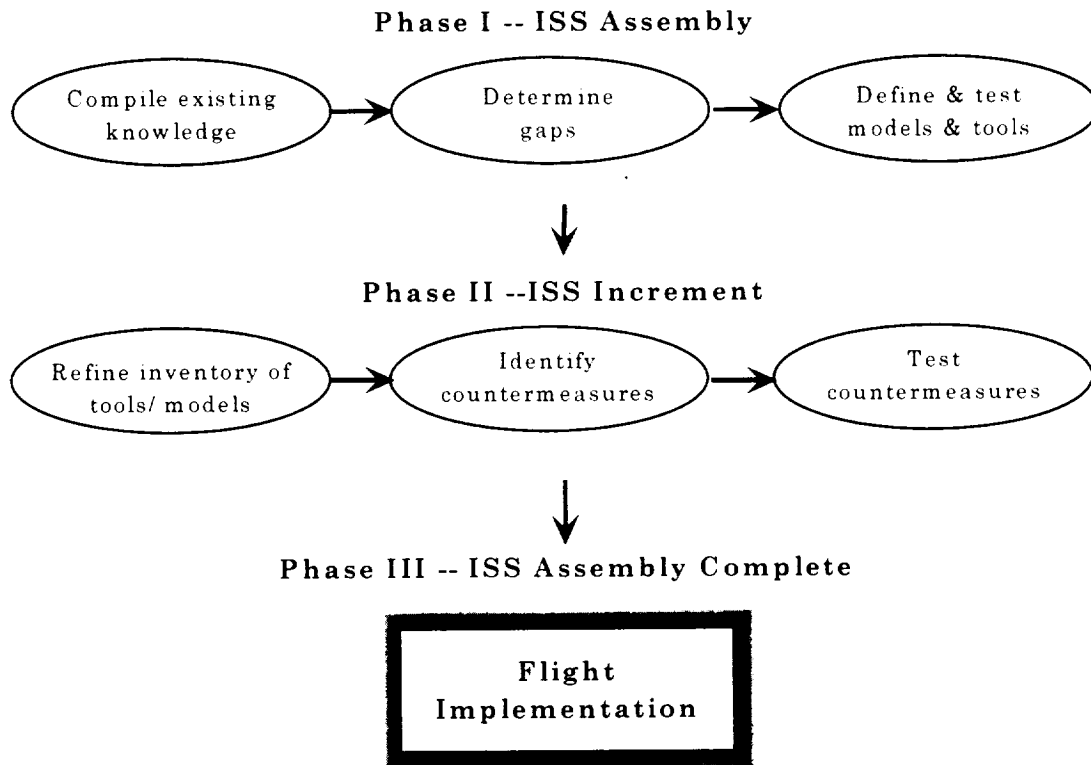 Phase I -- ISS Assembly
Compile existing
knowledge
Determine
gaps
Define & test
models & tools
Phase II --ISS Increment
Refine inventory of
tools/ models
Identify
countermeasures
Test
countermeasures
Phase III -- ISS Assembly Complete
Flight
Implementation